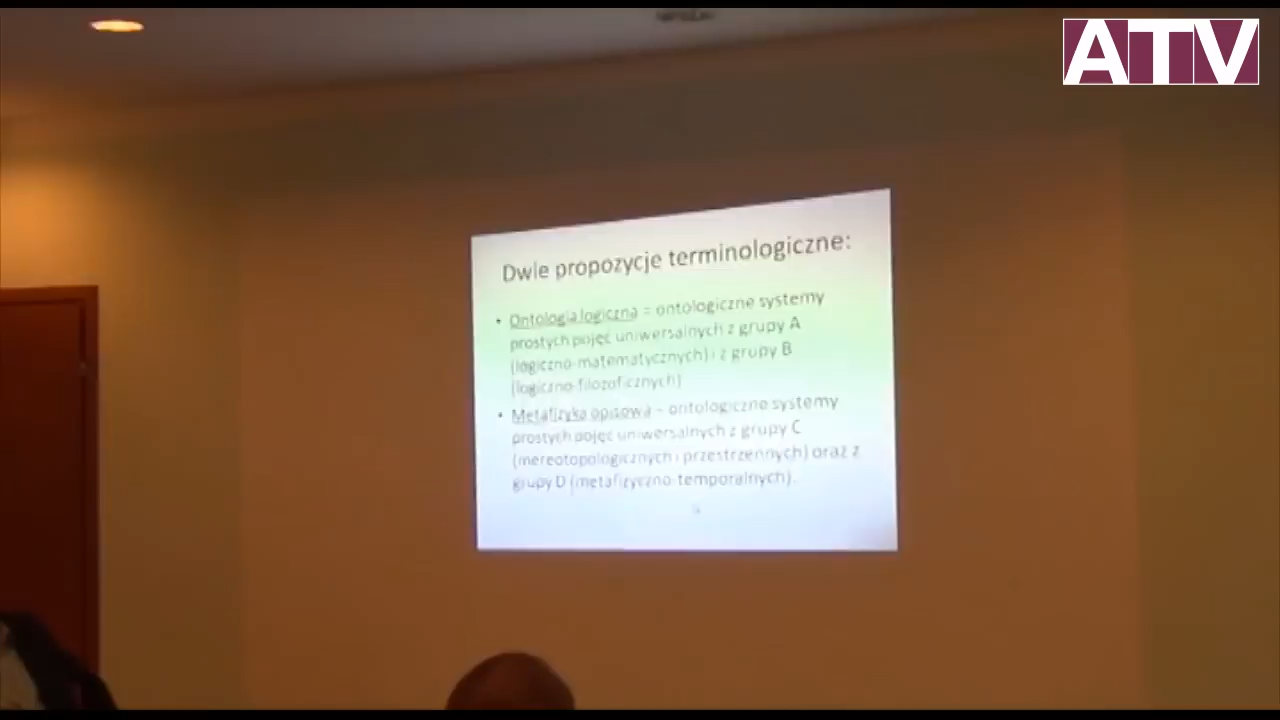 ATV
Dwie propozycje terminologiczne:
• Ontologia logiczna = ontologiczne systemy
prostych pojęć uniwersalnych z grupy A
(logiczno-matematycznych) i z grupy B
(logiczno-filozoficznych)
• Metafizyka opisowa – ontologiczne systemy
prostych pojęć uniwersalnych z grupy C
(mereotopologicznych i przestrzennych) oraz z
grupy D (metafizyczno-temporalnych).